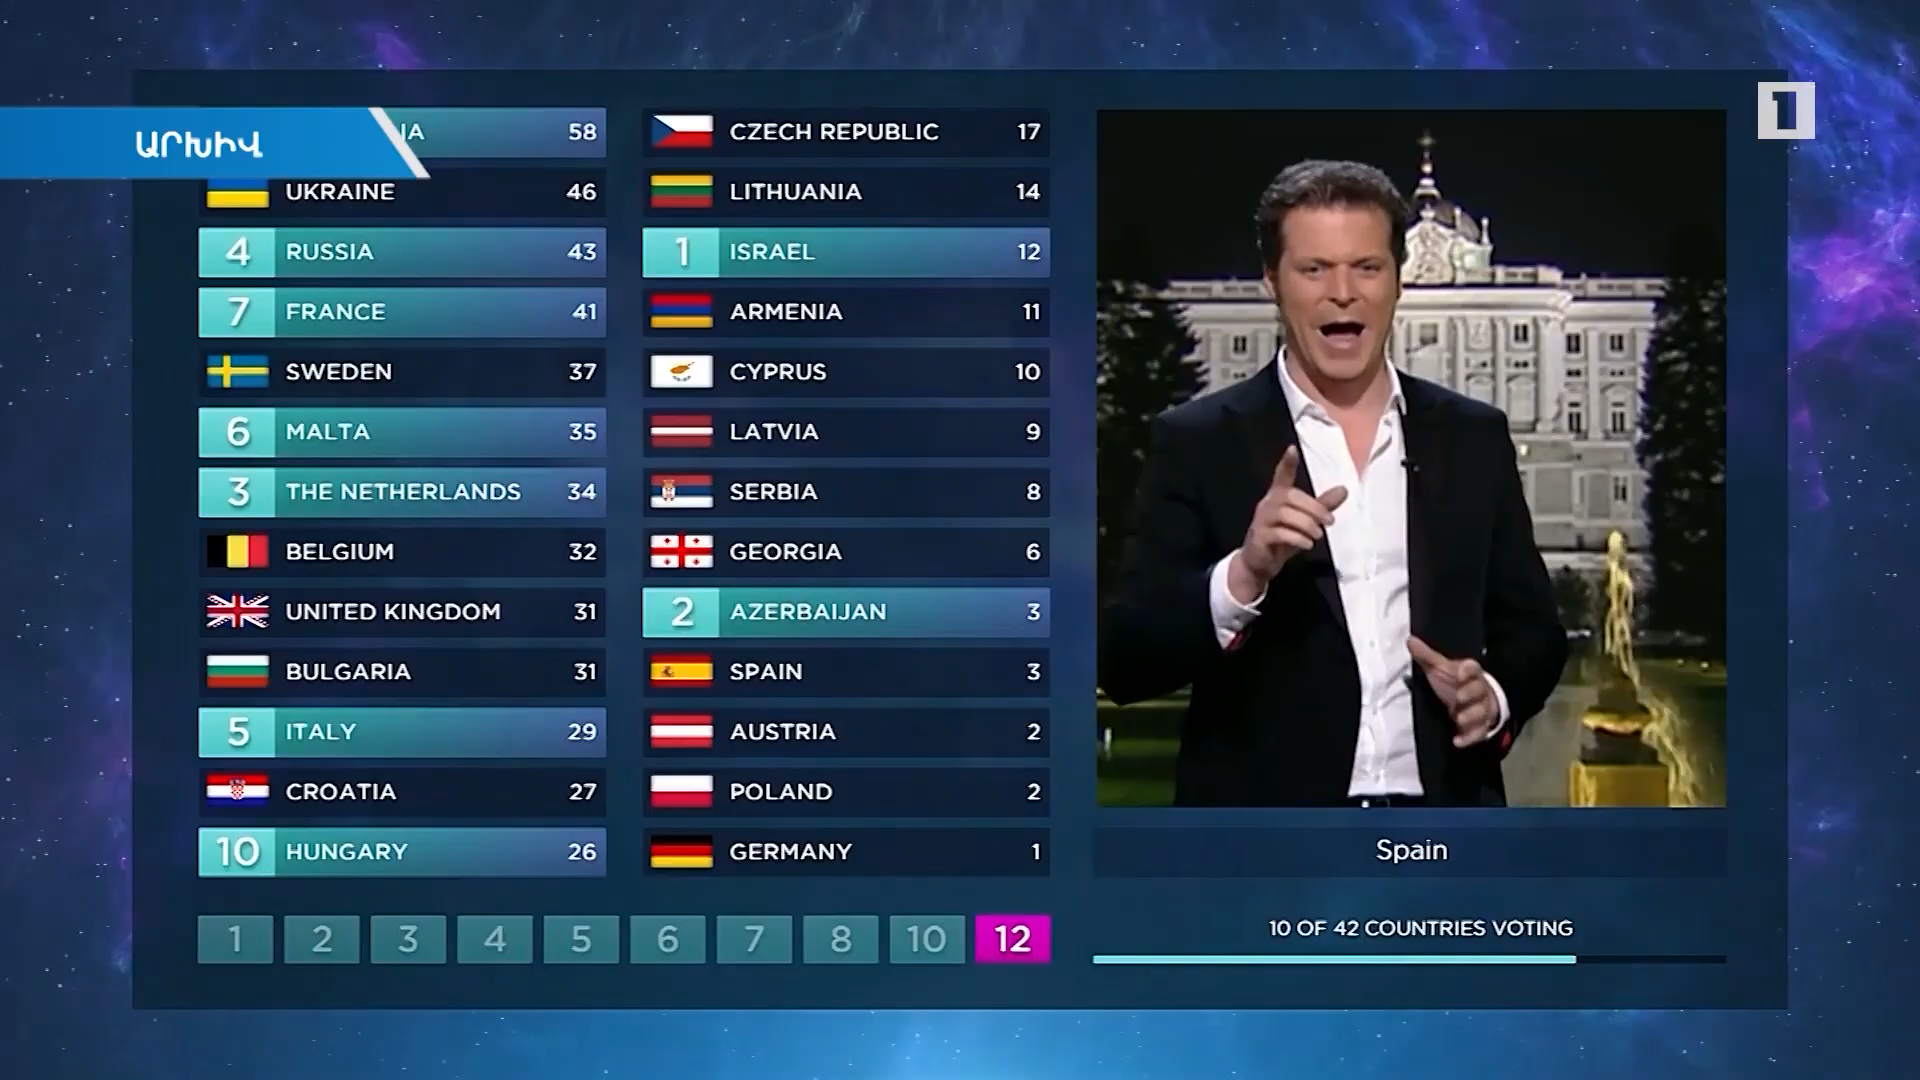 ԱՐԽԻՎ
IA 58
UKRAINE 46
4 RUSSIA 43
7 FRANCE 41
SWEDEN 37
6 MALTA 35
3 THE NETHERLANDS 34
BELGIUM 32
UNITED KINGDOM 31
BULGARIA 31
5 ITALY 29
CROATIA 27
10 HUNGARY 26
CZECH REPUBLIC 17
LITHUANIA 14
1 ISRAEL 12
ARMENIA 11
CYPRUS 10
LATVIA 9
SERBIA 8
GEORGIA 6
2 AZERBAIJAN 3
SPAIN 3
AUSTRIA 2
POLAND 2
GERMANY 1
1 2 3 4 5 6 7 8 10 12
1
Spain
10 OF 42 COUNTRIES VOTING